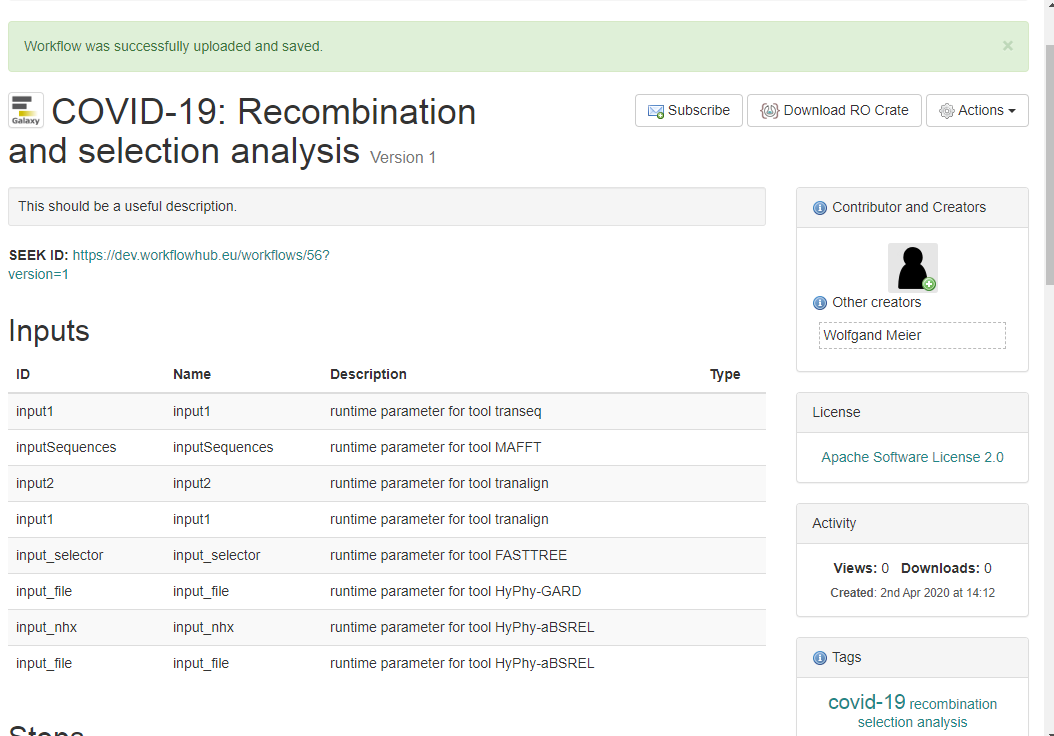 Workflow was successfully uploaded and saved. ×
Galaxy
COVID-19: Recombination
and selection analysis Version 1
Subscribe Download RO Crate Actions
This should be a useful description.
SEEK ID: https://dev.workflowhub.eu/workflows/56?
version=1
Inputs
ID Name Description Type
input1 input1 runtime parameter for tool transeq
inputSequences inputSequences runtime parameter for tool MAFFT
input2 input2 runtime parameter for tool tranalign
input1 input1 runtime parameter for tool tranalign
input_selector input_selector runtime parameter for tool FASTTREE
input_file input_file runtime parameter for tool HyPhy-GARD
input_nhx input_nhx runtime parameter for tool HyPhy-aBSREL
input_file input_file runtime parameter for tool HyPhy-aBSREL
Steps
Contributor and Creators
Other creators
Wolfgand Meier
License
Apache Software License 2.0
Activity
Views: 0 Downloads: 0
Created: 2nd Apr 2020 at 14:12
Tags
covid-19 recombination
selection analysis